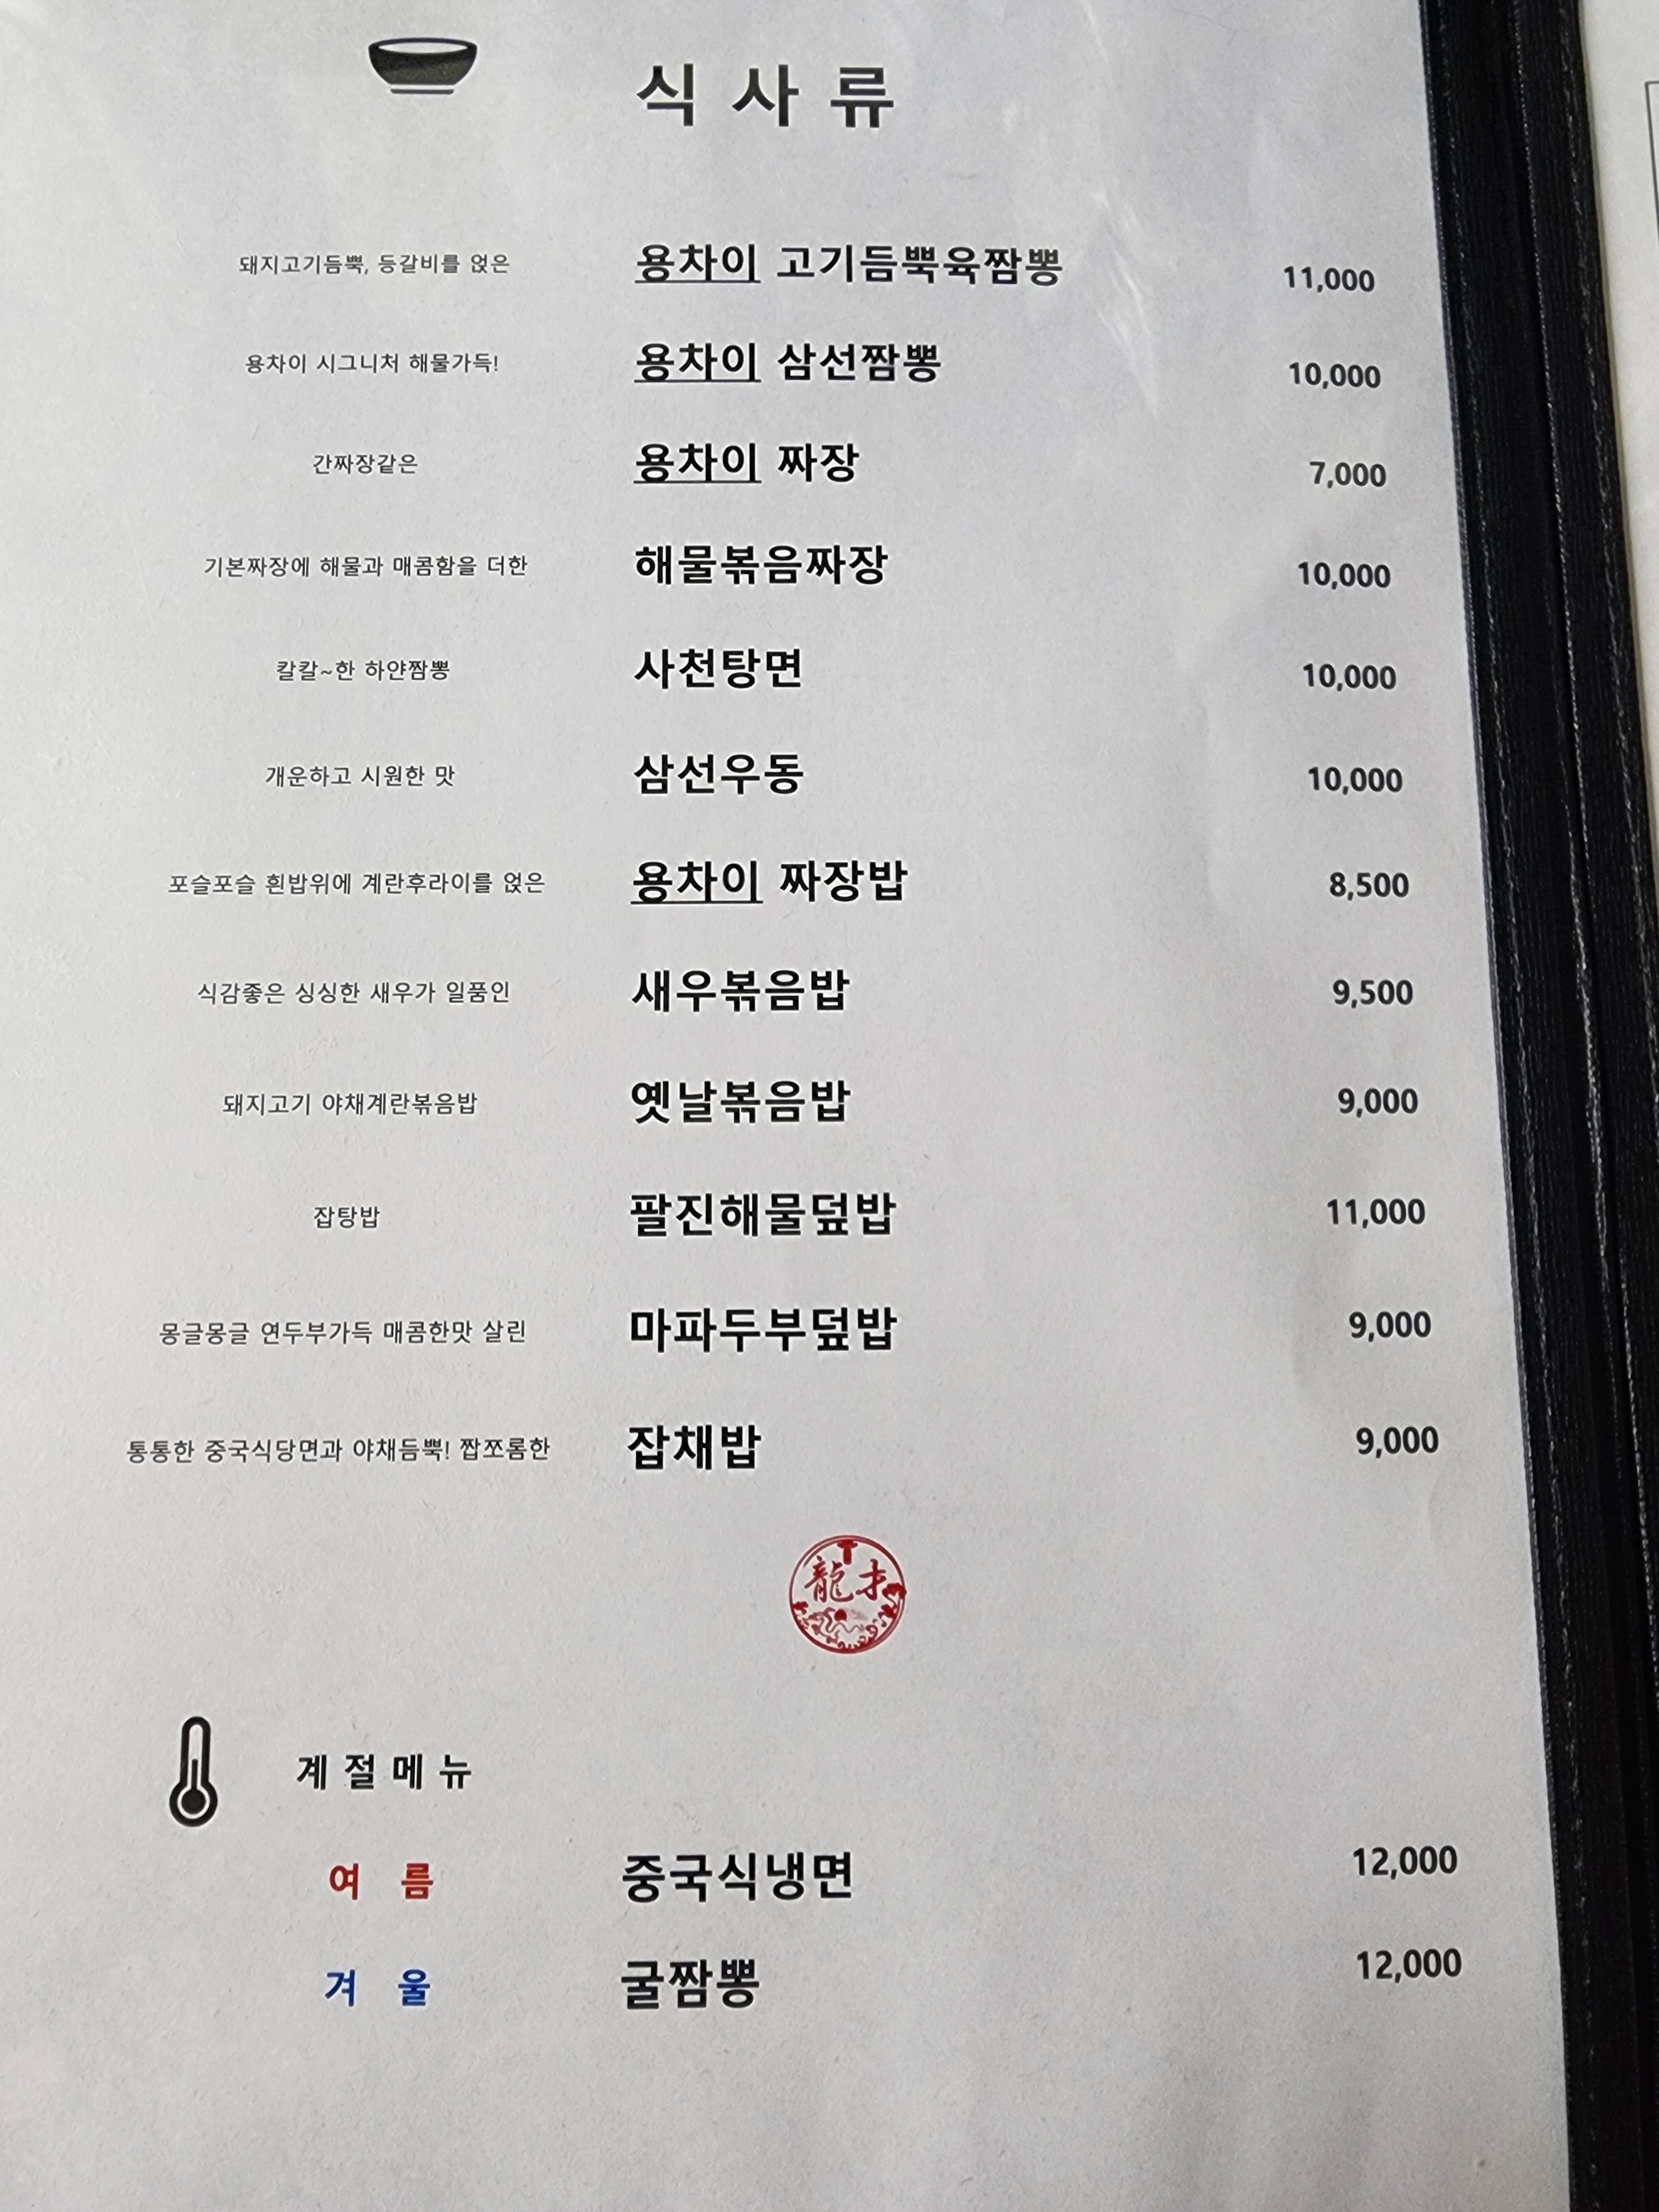 식사류
돼지고기듬뿍, 등갈비를 얹은 용차이 고기듬뿍육짬뽕 11,000
용차이 시그니처 해물가득! 용차이 삼선짬뽕 10,000
간짜장같은 용차이 짜장 7,000
기본짜장에 해물과 매콤함을 더한 해물볶음짜장 10,000
칼칼~한 하얀짬뽕 사천탕면 10,000
개운하고 시원한 맛 삼선우동 10,000
포슬포슬 흰밥위에 계란후라이를 얹은 용차이 짜장밥 8,500
식감좋은 싱싱한 새우가 일품인 새우볶음밥 9,500
돼지고기 야채계란볶음밥 옛날볶음밥 9,000
잡탕밥 팔진해물덮밥 11,000
몽글몽글 연두부가득 매콤한맛 살린 마파두부덮밥 9,000
통통한 중국식당면과 야채듬뿍! 짭쪼롬한 잡채밥 9,000
龍才
계절메뉴
여 름 중국식냉면 12,000
겨 울 굴짬뽕 12,000